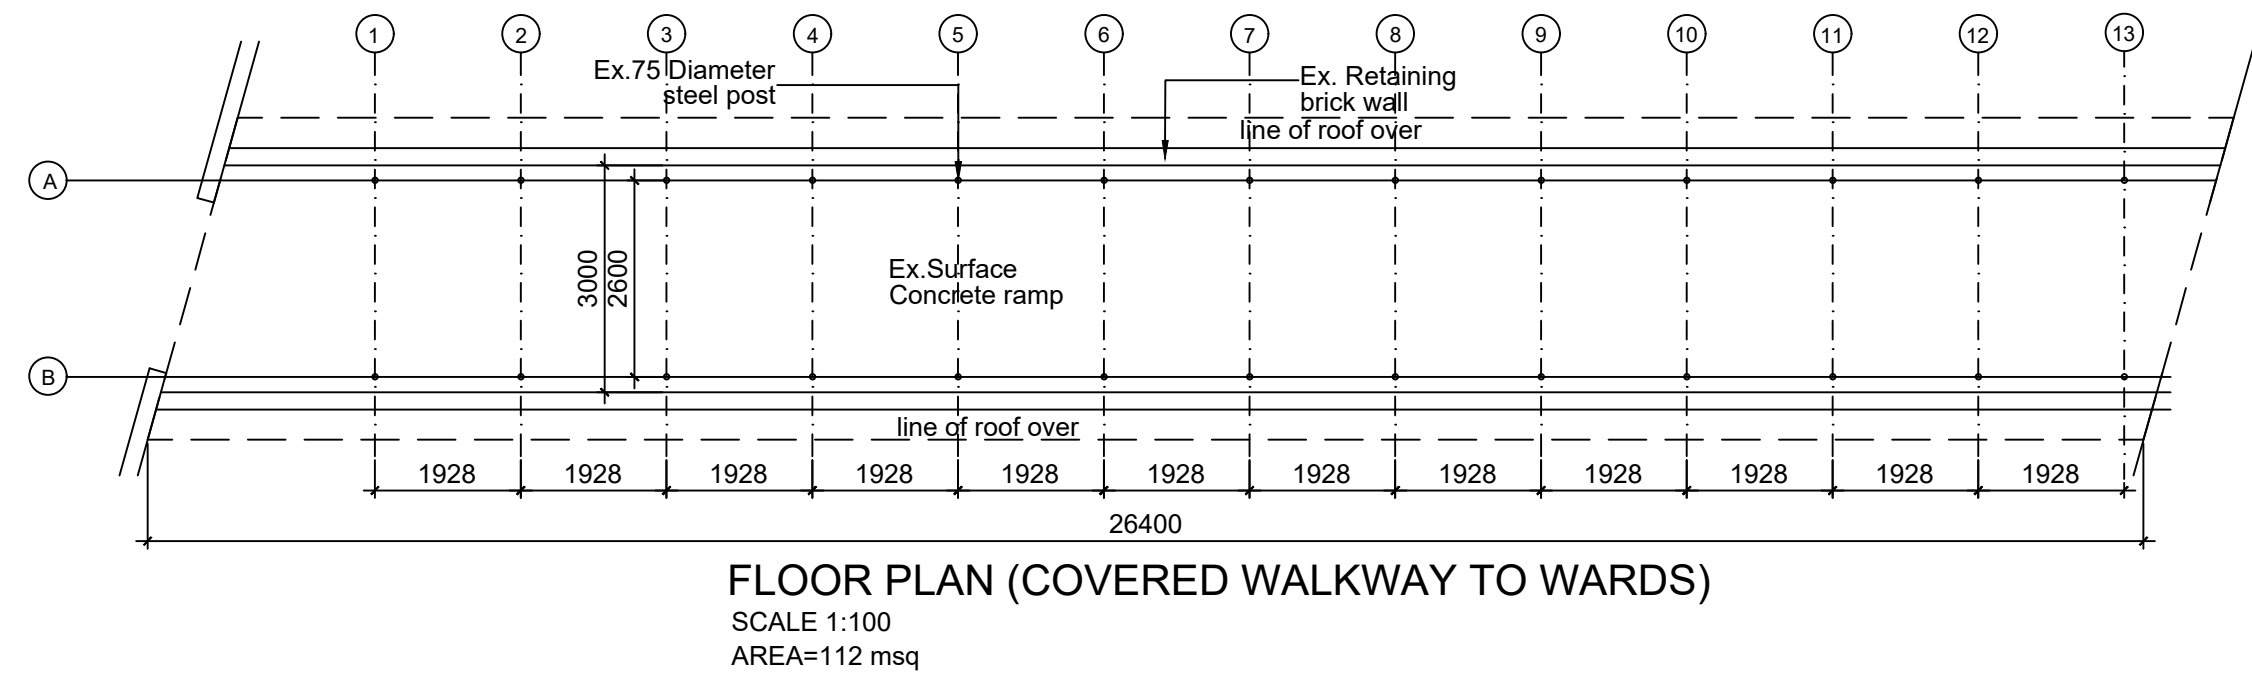 1 2 3 4 5 6 7 8 9 10 11 12 13
Ex.75 Diameter
steel post
Ex. Retaining
brick wall
line of roof over
A
3000
2600
Ex.Surface
Concrete ramp
B
line of roof over
1928 1928 1928 1928 1928 1928 1928 1928 1928 1928 1928 1928
26400
FLOOR PLAN (COVERED WALKWAY TO WARDS)
SCALE 1:100
AREA=112 msq